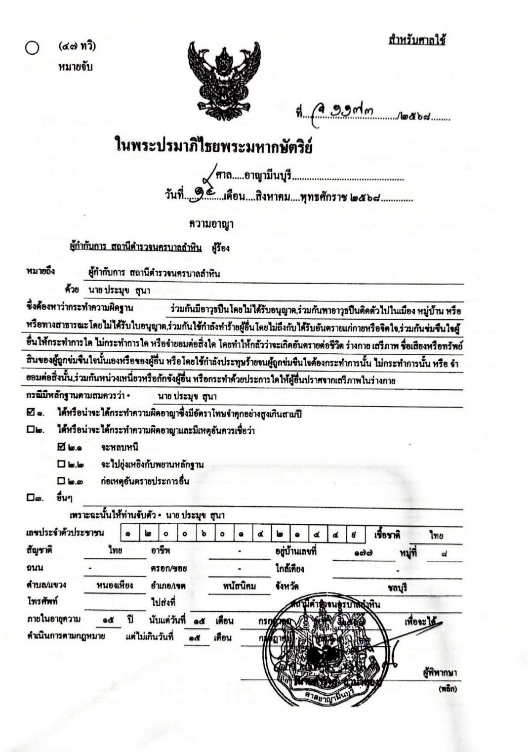 (๔๗ ทวิ)
สำหรับศาลใช้
หมายจับ
ที่ จ ๑๑๗๓ /๒๕๖๘
ในพระปรมาภิไธยพระมหากษัตริย์
ศาล.....อาญามีนบุรี
วันที่ ๑๕ เดือน....สิงหาคม....พุทธศักราช ๒๕๖๘
ความอาญา
ผู้กำกับการ สถานีตำรวจนครบาลลำหิน ผู้ร้อง
หมายถึง ผู้กำกับการ สถานีตำรวจนครบาลลำหิน
ด้วย นาย ประมุข สุนา
ซึ่งต้องหาว่ากระทำความผิดฐาน ร่วมกันมีอาวุธปืนโดยไม่ได้รับอนุญาต,ร่วมกันพาอาวุธปืนติดตัวไปในเมือง หมู่บ้าน หรือ
หรือทางสาธารณะโดยไม่ได้รับใบอนุญาต,ร่วมกันใช้กำลังทำร้ายผู้อื่นโดยไม่ถึงกับได้รับอันตรายแก่กายหรือจิตใจ,ร่วมกันข่มขืนใจผู้
อื่นให้กระทำการใด ไม่กระทำการใด หรือจำยอมต่อสิ่งใด โดยทำให้กลัวว่าจะเกิดอันตรายต่อชีวิต ร่างกาย เสรีภาพ ชื่อเสียงหรือทรัพย์
สินของผู้ถูกข่มขืนใจนั้นเองหรือของผู้อื่น หรือโดยใช้กำลังประทุษร้ายจนผู้ถูกข่มขืนใจต้องกระทำการนั้น ไม่กระทำการนั้น หรือ จำ
ยอมต่อสิ่งนั้น,ร่วมกันหน่วงเหนี่ยวหรือกักขังผู้อื่น หรือกระทำด้วยประการใดให้ผู้อื่นปราศจากเสรีภาพในร่างกาย
กรณีมีหลักฐานตามสมควรว่า นาย ประมุข สุนา
☑ ๑. ได้หรือน่าจะได้กระทำความผิดอาญาซึ่งมีอัตราโทษจำคุกอย่างสูงเกินสามปี
☐ ๒. ได้หรือน่าจะได้กระทำความผิดอาญาและมีเหตุอันควรเชื่อว่า
☑ ๒.๑ จะหลบหนี
☐ ๒.๒ จะไปยุ่งเหยิงกับพยานหลักฐาน
☐ ๒.๓ ก่อเหตุอันตรายประการอื่น
☐ ๓. อื่นๆ
เพราะฉะนั้นให้ท่านจับตัว นาย ประมุข สุนา
เลขประจำตัวประชาชน ๑ ๒ ๐ ๐ ๖ ๐ ๑ ๔ ๒ ๑ ๔ ๔ ๙ เชื้อชาติ ไทย
สัญชาติ ไทย อาชีพ - อยู่บ้านเลขที่ ๑๗๗ หมู่ที่ ๘
ถนน - ตรอก/ซอย - ใกล้เคียง -
ตำบล/แขวง หนองเหียง อำเภอ/เขต พนัสนิคม จังหวัด ชลบุรี
โทรศัพท์ ไปส่งที่ สถานีตำรวจนครบาลลำหิน
ภายในอายุความ ๑๕ ปี นับแต่วันที่ ๑๕ เดือน กรกฎาคม เพื่อจะได้
ดำเนินการตามกฎหมาย แต่ไม่เกินวันที่ ๑๕ เดือน กรกฎาคม
ศาลอาญามีนบุรี
ผู้พิพากษา
(พลิก)